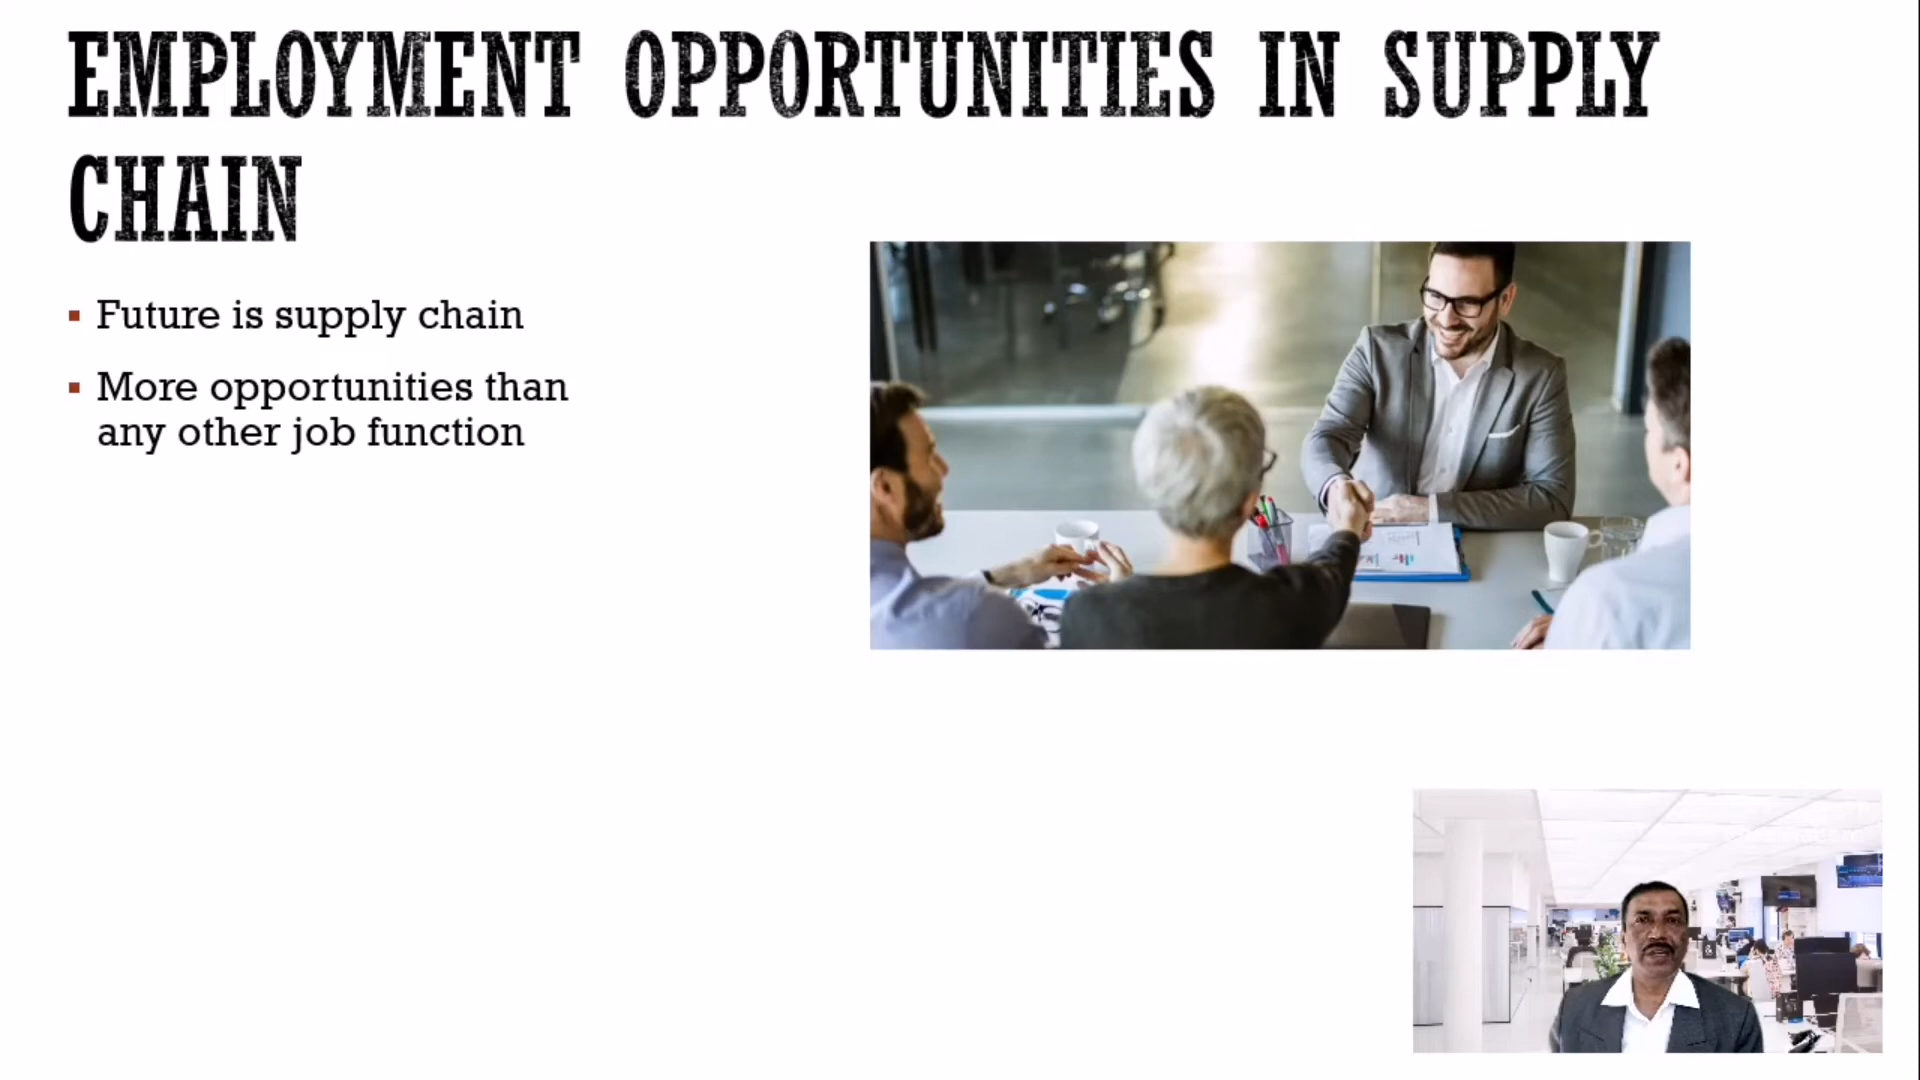 EMPLOYMENT OPPORTUNITIES IN SUPPLY
CHAIN
Future is supply chain
More opportunities than
any other job function